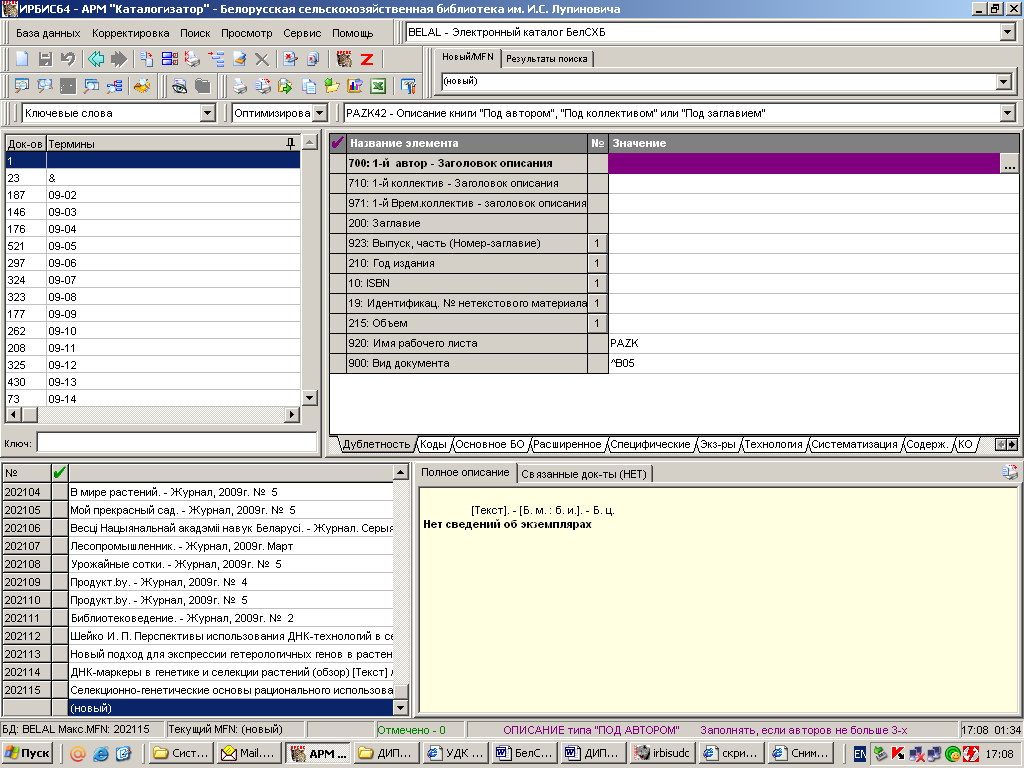 ИРБИС64 - АРМ "Каталогизатор" - Белорусская сельскохозяйственная библиотека им. И.С. Лупиновича
База данных Корректировка Поиск Просмотр Сервис Помощь
BELAL - Электронный каталог БелСХБ
Новый/MFN Результаты поиска
(новый)
Ключевые слова
Оптимизирова
PAZK42 - Описание книги "Под автором", "Под коллективом" или "Под заглавием"
Док-ов Термины
1
23 &
187 09-02
146 09-03
176 09-04
521 09-05
297 09-06
324 09-07
323 09-08
177 09-09
262 09-10
208 09-11
325 09-12
430 09-13
73 09-14
Ключ:
Название элемента № Значение
700: 1-й автор - Заголовок описания ...
710: 1-й коллектив - Заголовок описания
971: 1-й Врем.коллектив - заголовок описания
200: Заглавие
923: Выпуск, часть (Номер-заглавие) 1
210: Год издания 1
10: ISBN 1
19: Идентификац. № нетекстового материала 1
215: Объем 1
920: Имя рабочего листа PAZK
900: Вид документа ^B05
Дублетность Коды Основное БО Расширенное Специфические Экз-ры Технология Систематизация Содерж. КО
№
202104 В мире растений. - Журнал, 2009г. № 5
202105 Мой прекрасный сад. - Журнал, 2009г. № 5
202106 Весці Нацыянальнай акадэміі навук Беларусі. - Журнал. Серыя
202107 Лесопромышленник. - Журнал, 2009г. Март
202108 Урожайные сотки. - Журнал, 2009г. № 5
202109 Продукт.by. - Журнал, 2009г. № 4
202110 Продукт.by. - Журнал, 2009г. № 5
202111 Библиотековедение. - Журнал, 2009г. № 2
202112 Шейко И. П. Перспективы использования ДНК-технологий в се
202113 Новый подход для экспрессии гетерологичных генов в растен
202114 ДНК-маркеры в генетике и селекции растений (обзор) [Текст] /
202115 Селекционно-генетические основы рационального использова
(новый)
Полное описание Связанные док-ты (НЕТ)
[Текст]. - [Б. м. : б. и.]. - Б. ц.
Нет сведений об экземплярах
БД: BELAL Макс.MFN: 202115 Текущий MFN: (новый) Отмечено - 0 ОПИСАНИЕ типа "ПОД АВТОРОМ" Заполнять, если авторов не больше 3-х 17:08 01:34
Пуск Сист... Mail.... АРМ ... ДИП... УДК ... БелС... ДИП... irbisudc скри... Сним... EN 17:08